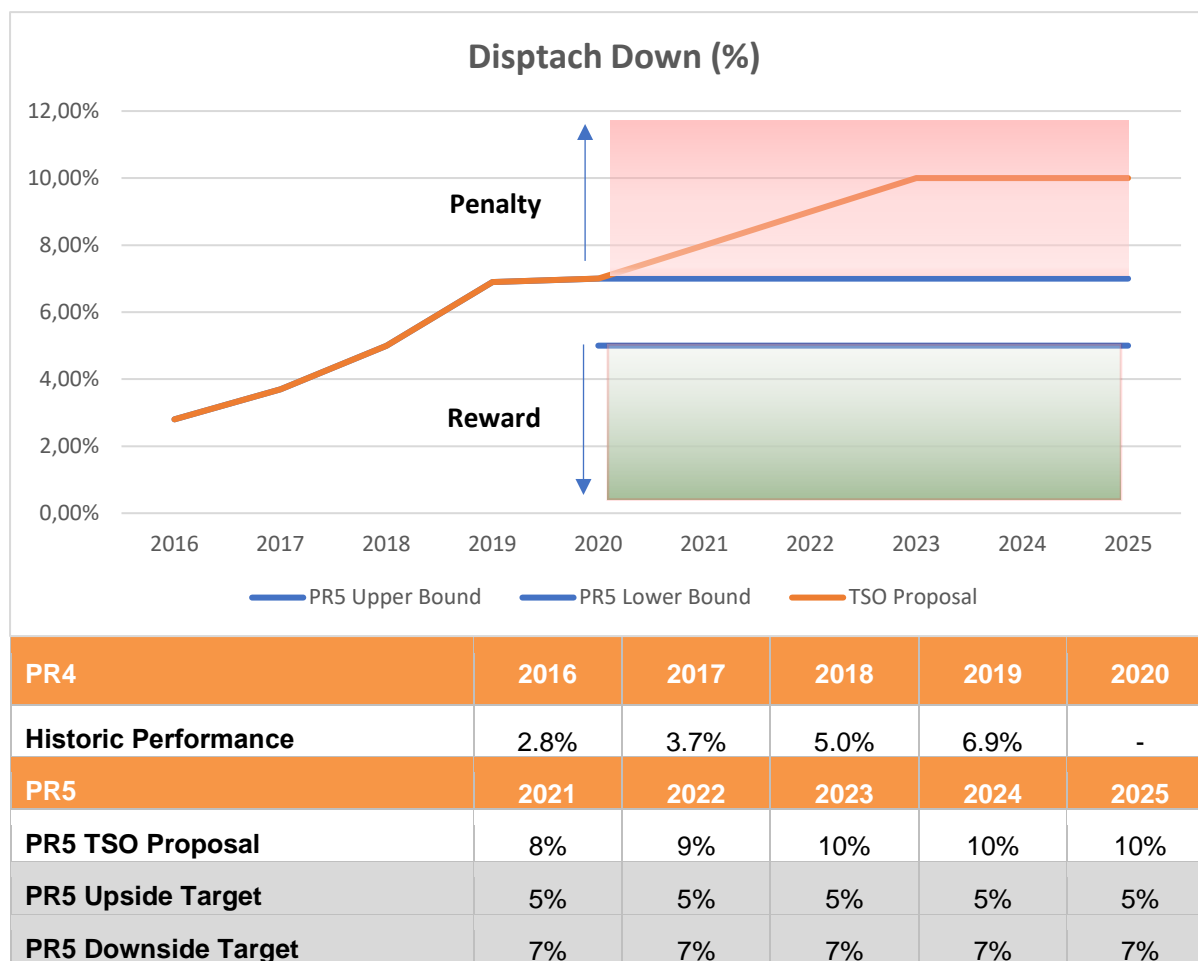 Disptach Down (%)
12,00%
10,00%
8,00%
6,00%
4,00%
2,00%
0,00%
Penalty
Reward
2016 2017 2018 2019 2020 2021 2022 2023 2024 2025
PR5 Upper Bound PR5 Lower Bound TSO Proposal
PR4 2016 2017 2018 2019 2020
Historic Performance 2.8% 3.7% 5.0% 6.9% -
PR5 2021 2022 2023 2024 2025
PR5 TSO Proposal 8% 9% 10% 10% 10%
PR5 Upside Target 5% 5% 5% 5% 5%
PR5 Downside Target 7% 7% 7% 7% 7%